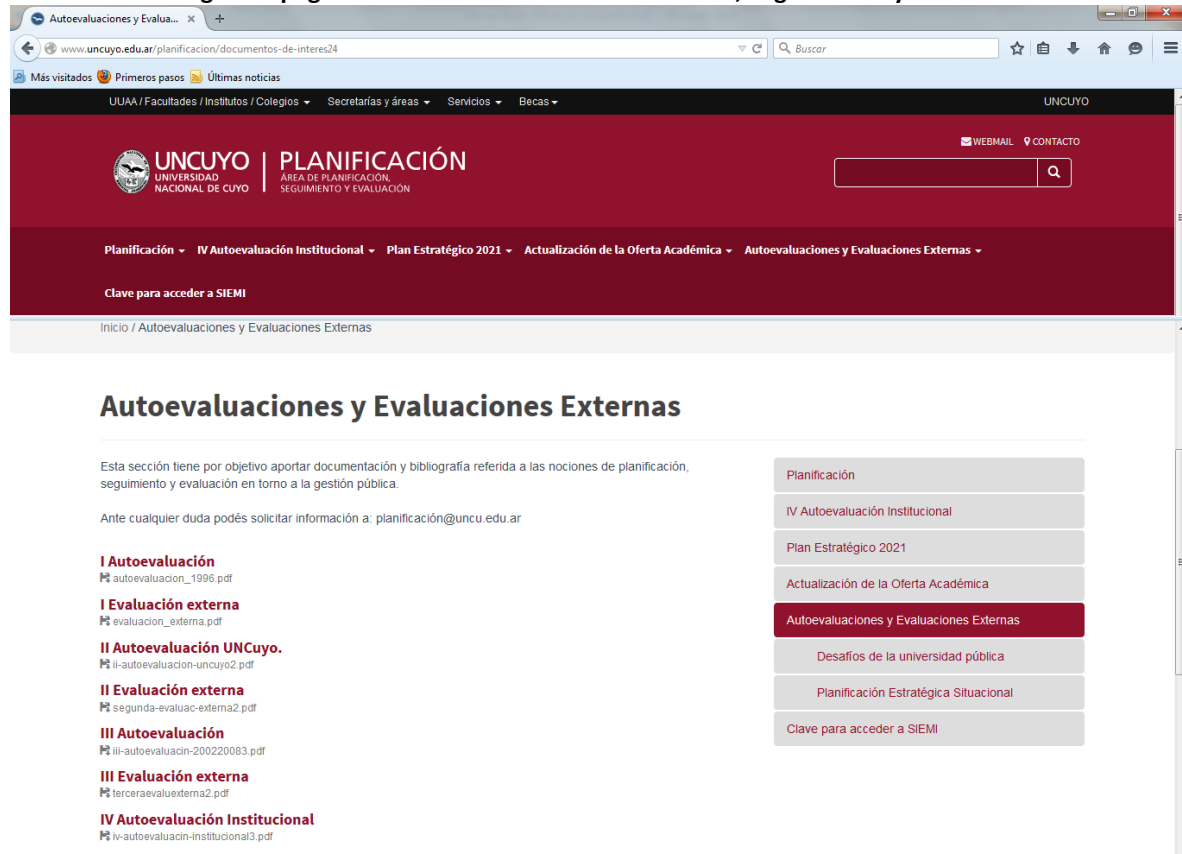 Autoevaluaciones y Evalua...
www.uncuyo.edu.ar/planificacion/documentos-de-interes24
Buscar
Más visitados Primeros pasos Últimas noticias
UUAA / Facultades / Institutos / Colegios Secretarías y áreas Servicios Becas UNCUYO
WEBMAIL CONTACTO
UNCUYO
UNIVERSIDAD
NACIONAL DE CUYO
PLANIFICACIÓN
ÁREA DE PLANIFICACIÓN,
SEGUIMIENTO Y EVALUACIÓN
Planificación IV Autoevaluación Institucional Plan Estratégico 2021 Actualización de la Oferta Académica Autoevaluaciones y Evaluaciones Externas
Clave para acceder a SIEMI
Inicio / Autoevaluaciones y Evaluaciones Externas
Autoevaluaciones y Evaluaciones Externas
Esta sección tiene por objetivo aportar documentación y bibliografía referida a las nociones de planificación,
seguimiento y evaluación en torno a la gestión pública.
Ante cualquier duda podés solicitar información a: planificación@uncu.edu.ar
I Autoevaluación
autoevaluacion_1996.pdf
I Evaluación externa
evaluacion_externa.pdf
II Autoevaluación UNCuyo.
ii-autoevaluacion-uncuyo2.pdf
II Evaluación externa
segunda-evaluac-externa2.pdf
III Autoevaluación
iii-autoevaluacin-200220083.pdf
III Evaluación externa
terceraevaluexterna2.pdf
IV Autoevaluación Institucional
iv-autoevaluacin-institucional3.pdf
Planificación
IV Autoevaluación Institucional
Plan Estratégico 2021
Actualización de la Oferta Académica
Autoevaluaciones y Evaluaciones Externas
Desafíos de la universidad pública
Planificación Estratégica Situacional
Clave para acceder a SIEMI